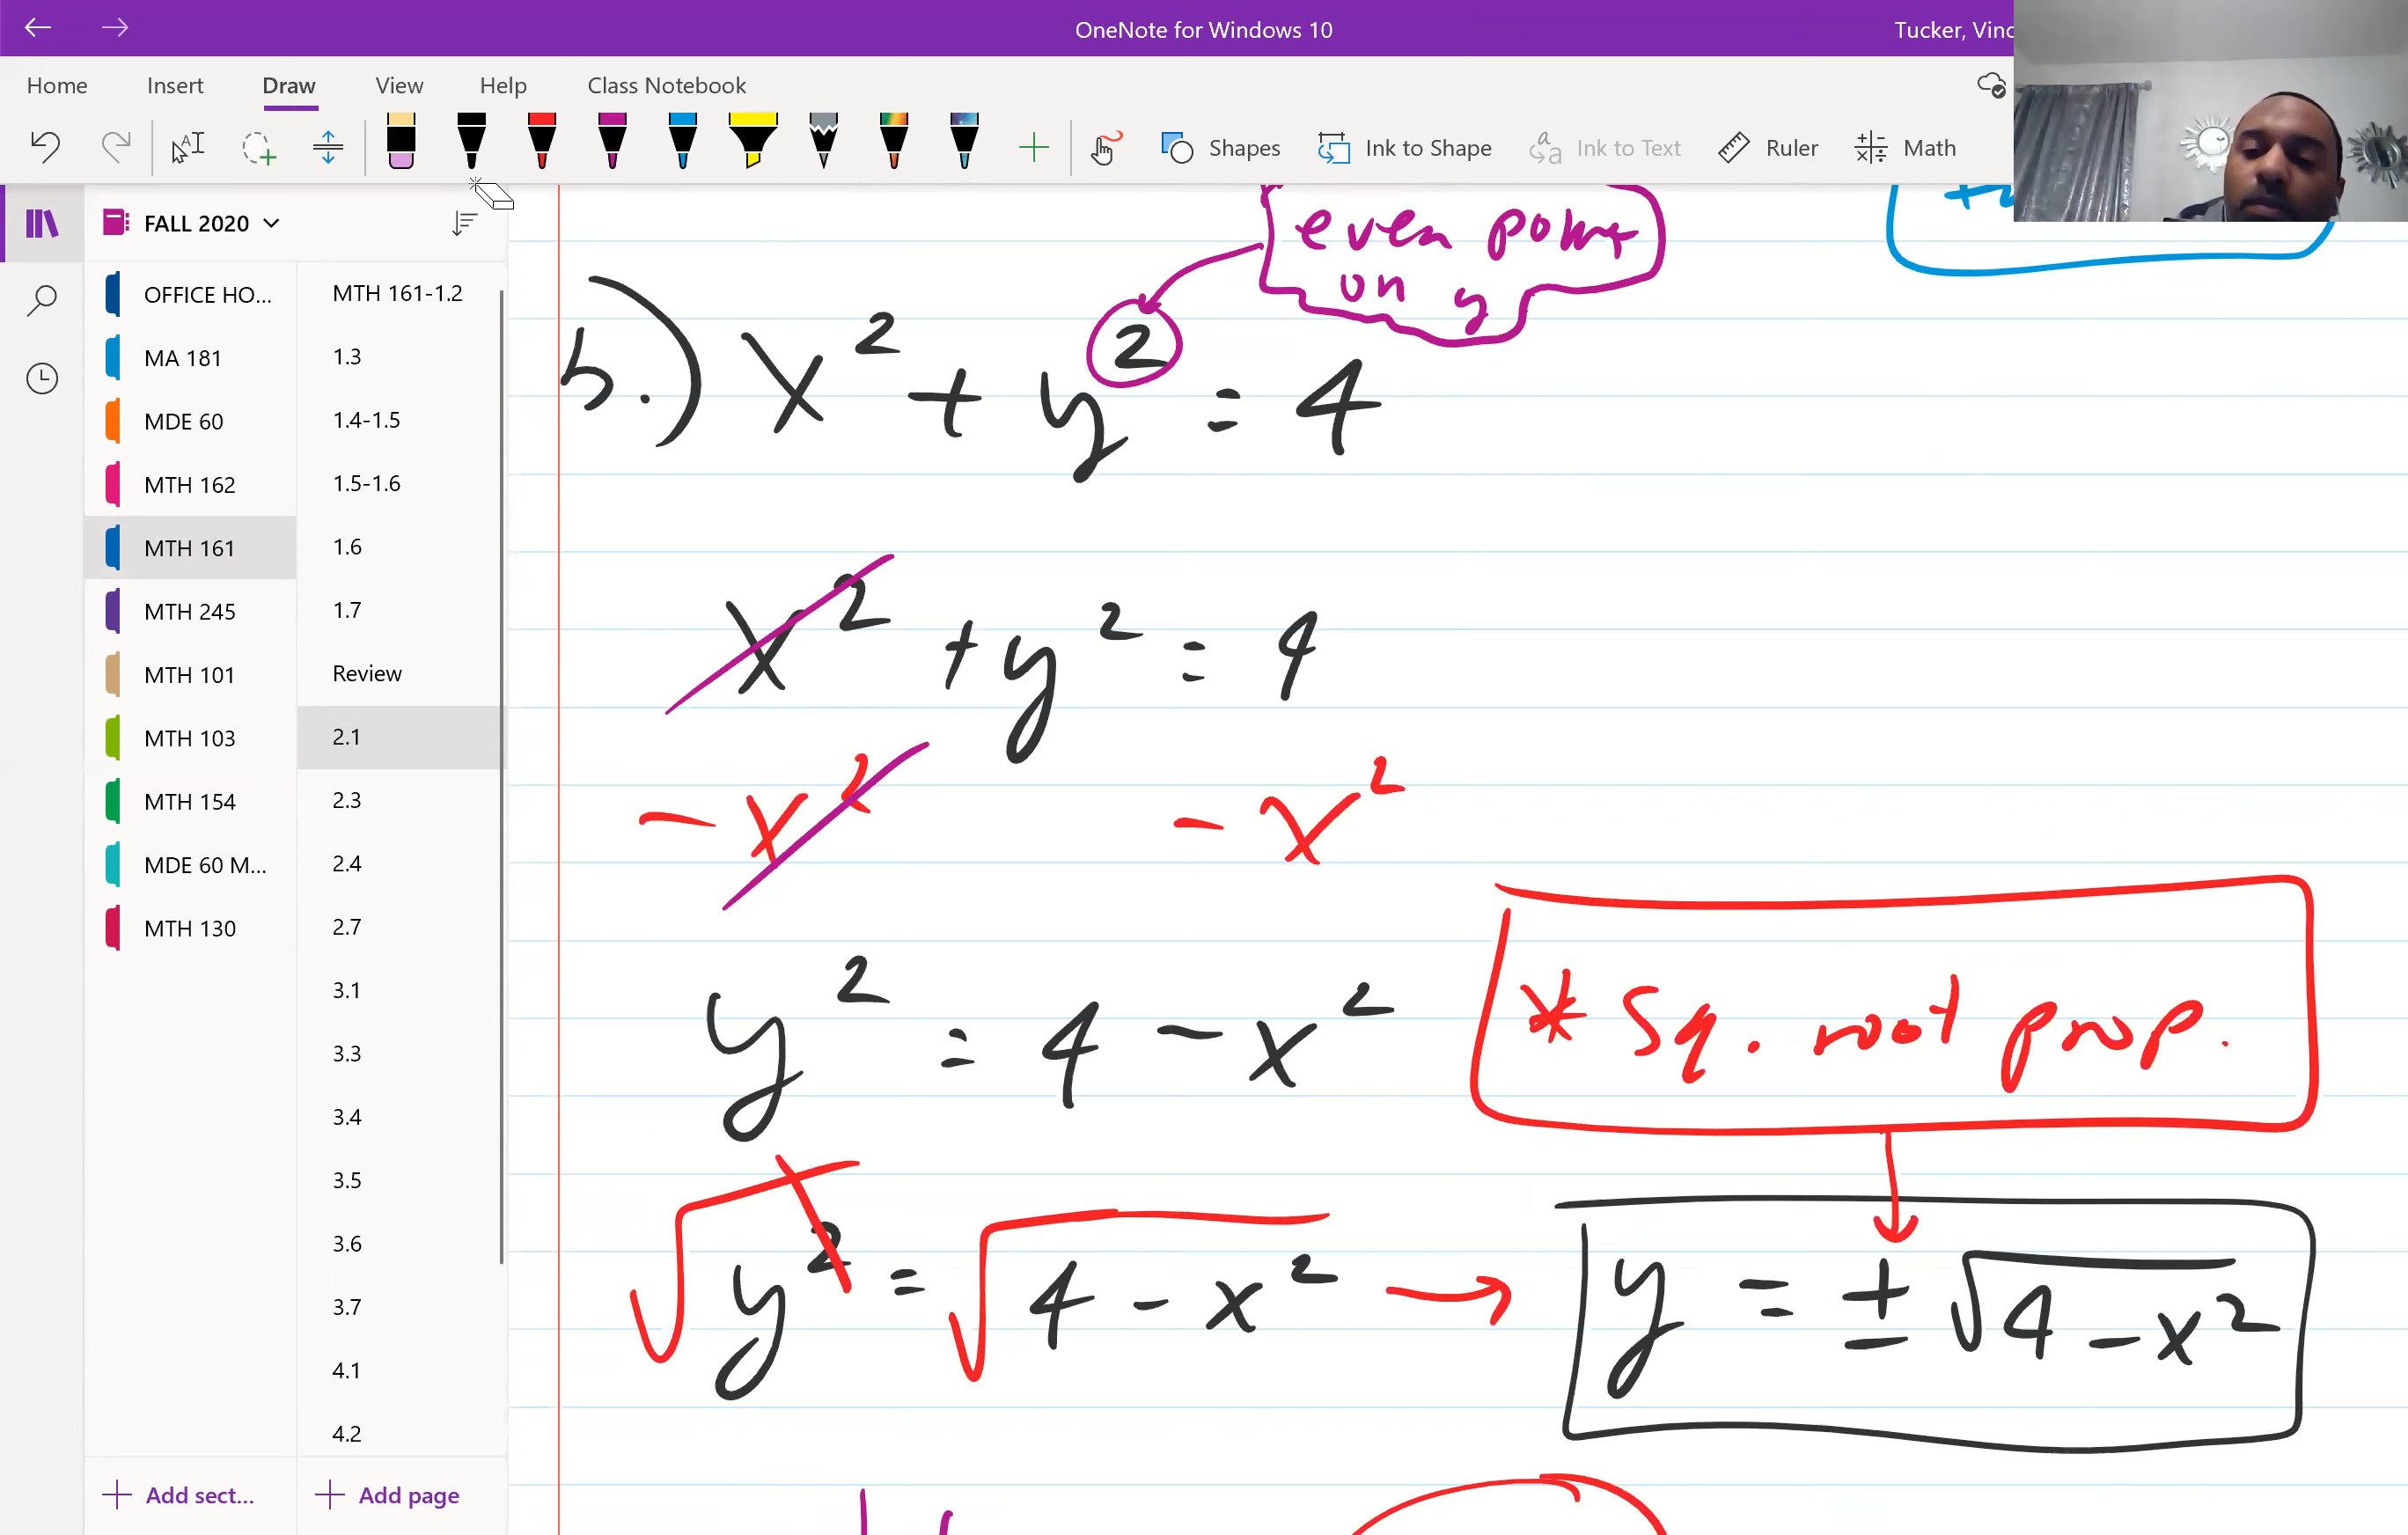 OneNote for Windows 10
Tucker, Vinc
Home Insert Draw View Help Class Notebook
Shapes Ink to Shape Ink to Text Ruler Math
FALL 2020
OFFICE HO...
MA 181
MDE 60
MTH 162
MTH 161
MTH 245
MTH 101
MTH 103
MTH 154
MDE 60 M...
MTH 130
Add sect...
MTH 161-1.2
1.3
1.4-1.5
1.5-1.6
1.6
1.7
Review
2.1
2.3
2.4
2.7
3.1
3.3
3.4
3.5
3.6
3.7
4.1
4.2
Add page
even power
on y
b.) x² + y² = 4
x² + y² = 4
- x² - x²
y² = 4 - x²
* Sq. root prop.
√y² = √4 - x² → y = ± √4 - x²